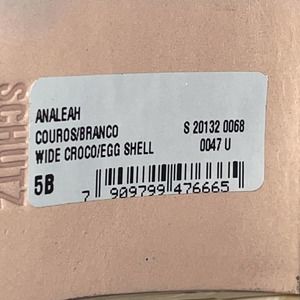 SCHUTZ
ANALEAH
COUROS/BRANCO S 20132 0068
WIDE CROCO/EGG SHELL 0047 U
5B
7 909799 476665